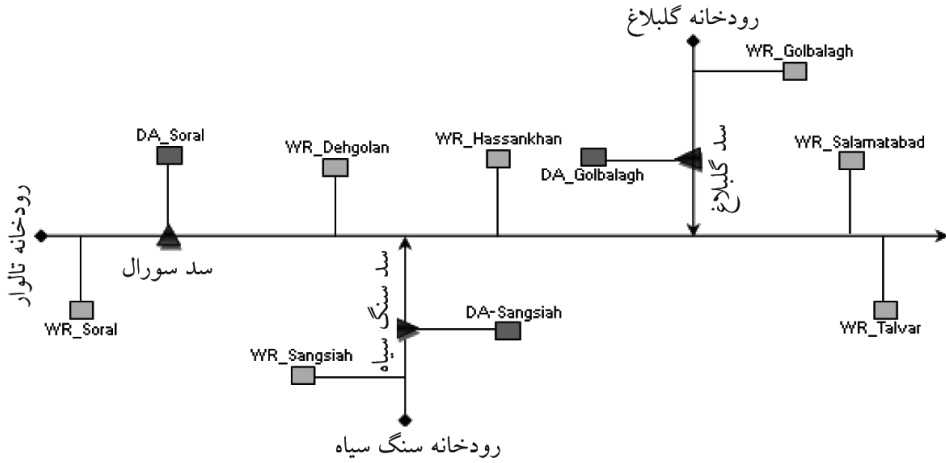 رودخانه گلبلاغ
WR_Golbalagh
DA_Soral
WR_Dehgolan
WR_Hassankhan
DA_Golbalagh
سد گلبلاغ
WR_Salamatabad
رودخانه تالوار
سد سورال
سد سنگ سیاه
WR_Soral
DA-Sangsiah
WR_Talvar
WR_Sangsiah
رودخانه سنگ سیاه